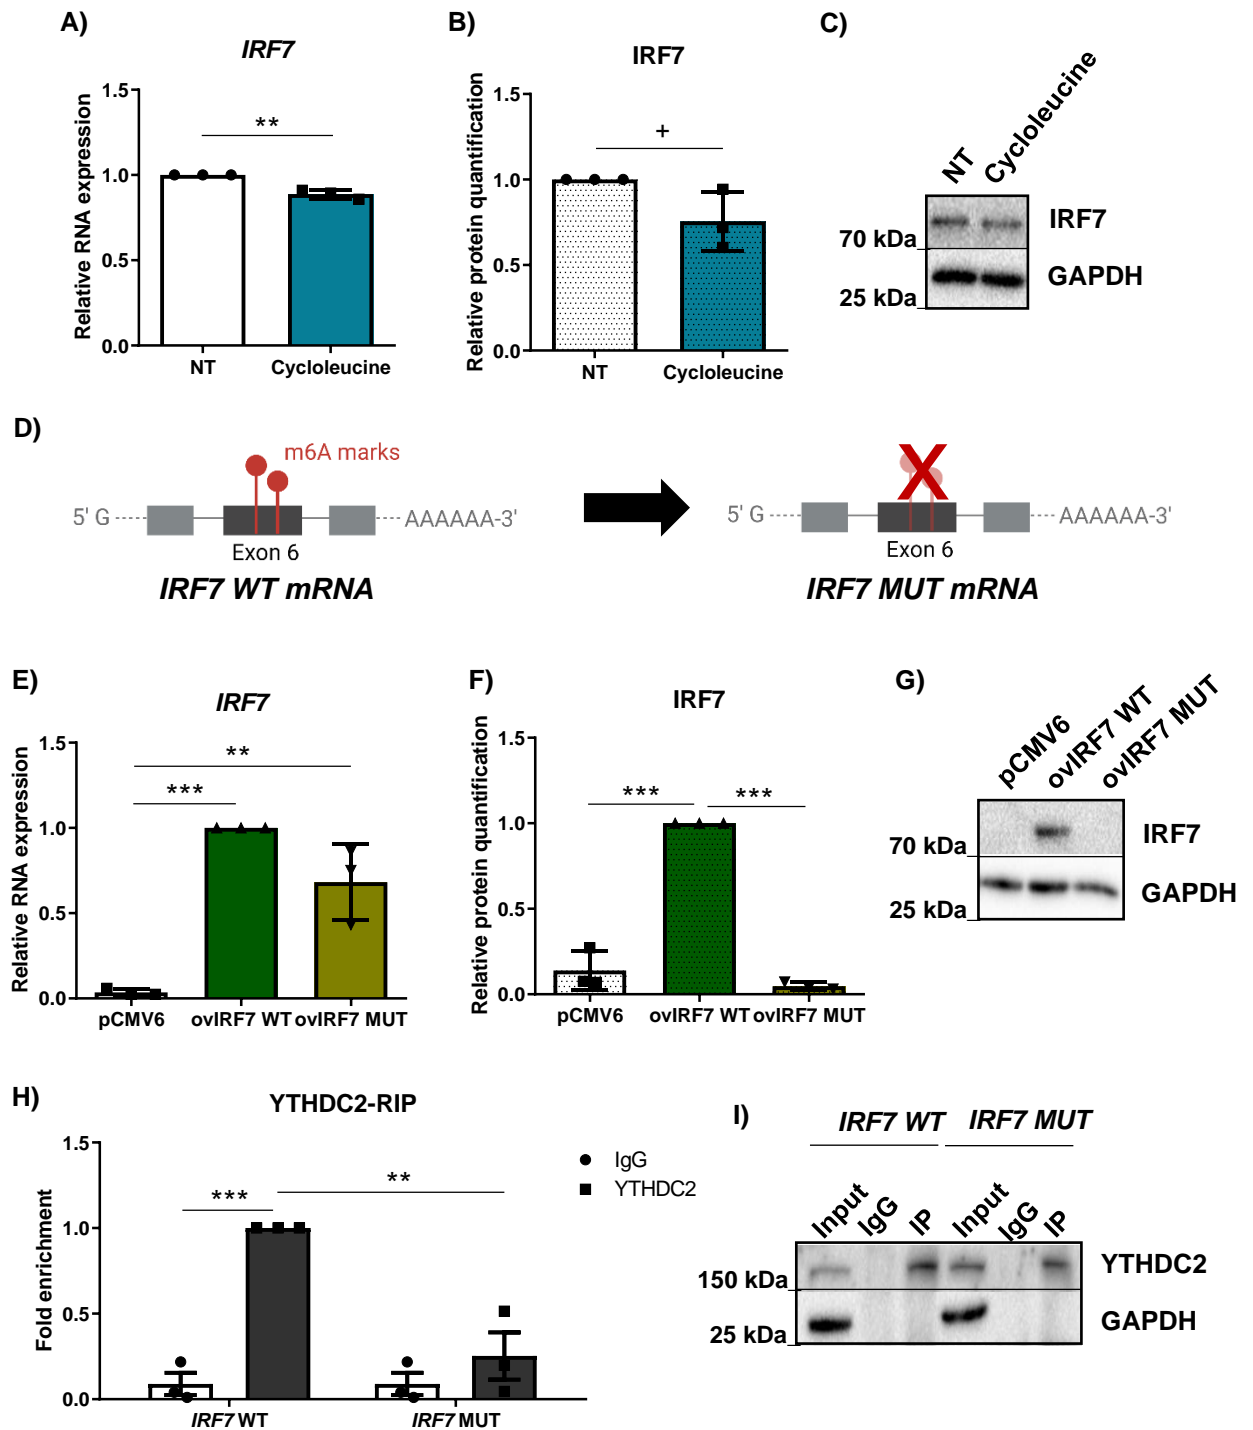 A)
IRF7
Relative RNA expression
1.5
1.0
0.5
0.0
**
NT
Cycloleucine
B)
IRF7
Relative protein quantification
1.5
1.0
0.5
0.0
+
NT
Cycloleucine
C)
NT
Cycloleucine
70 kDa
IRF7
25 kDa
GAPDH
D)
m6A marks
5' G
AAAAAA-3'
Exon 6
IRF7 WT mRNA
X
5' G
AAAAAA-3'
Exon 6
IRF7 MUT mRNA
E)
IRF7
Relative RNA expression
1.5
1.0
0.5
0.0
**
***
pCMV6
ovIRF7 WT
ovIRF7 MUT
F)
IRF7
Relative protein quantification
1.5
1.0
0.5
0.0
***
***
pCMV6
ovIRF7 WT
ovIRF7 MUT
G)
pCMV6
ovIRF7 WT
ovIRF7 MUT
70 kDa
IRF7
25 kDa
GAPDH
H)
YTHDC2-RIP
Fold enrichment
1.5
1.0
0.5
0.0
***
**
IgG
YTHDC2
IRF7 WT
IRF7 MUT
I)
IRF7 WT
IRF7 MUT
Input
IgG
IP
Input
IgG
IP
150 kDa
YTHDC2
25 kDa
GAPDH